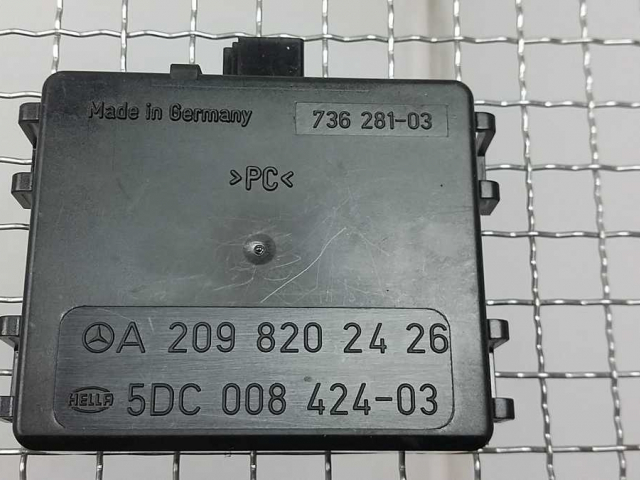 Made in Germany
736 281-03
>PC<
A 209 820 24 26
HELLA 5DC 008 424-03